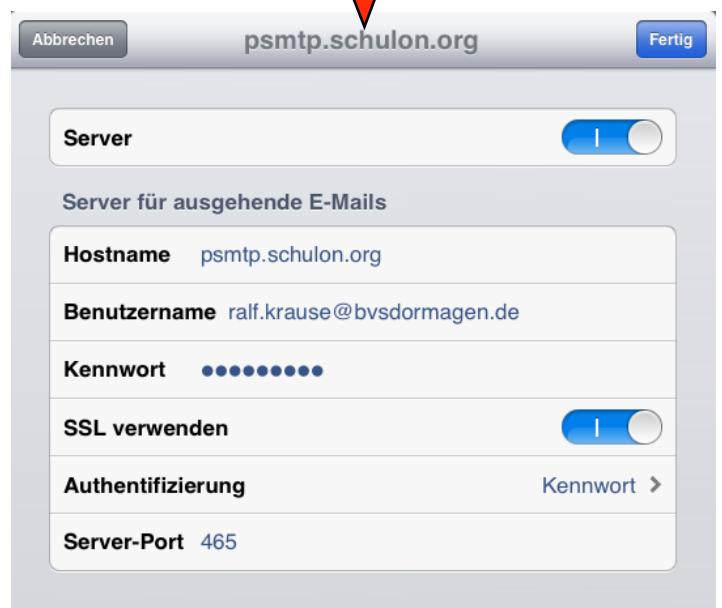 Abbrechen psmtp.schulon.org Fertig
Server
Server für ausgehende E-Mails
Hostname psmtp.schulon.org
Benutzername ralf.krause@bvsdormagen.de
Kennwort ●●●●●●●●●
SSL verwenden
Authentifizierung Kennwort >
Server-Port 465